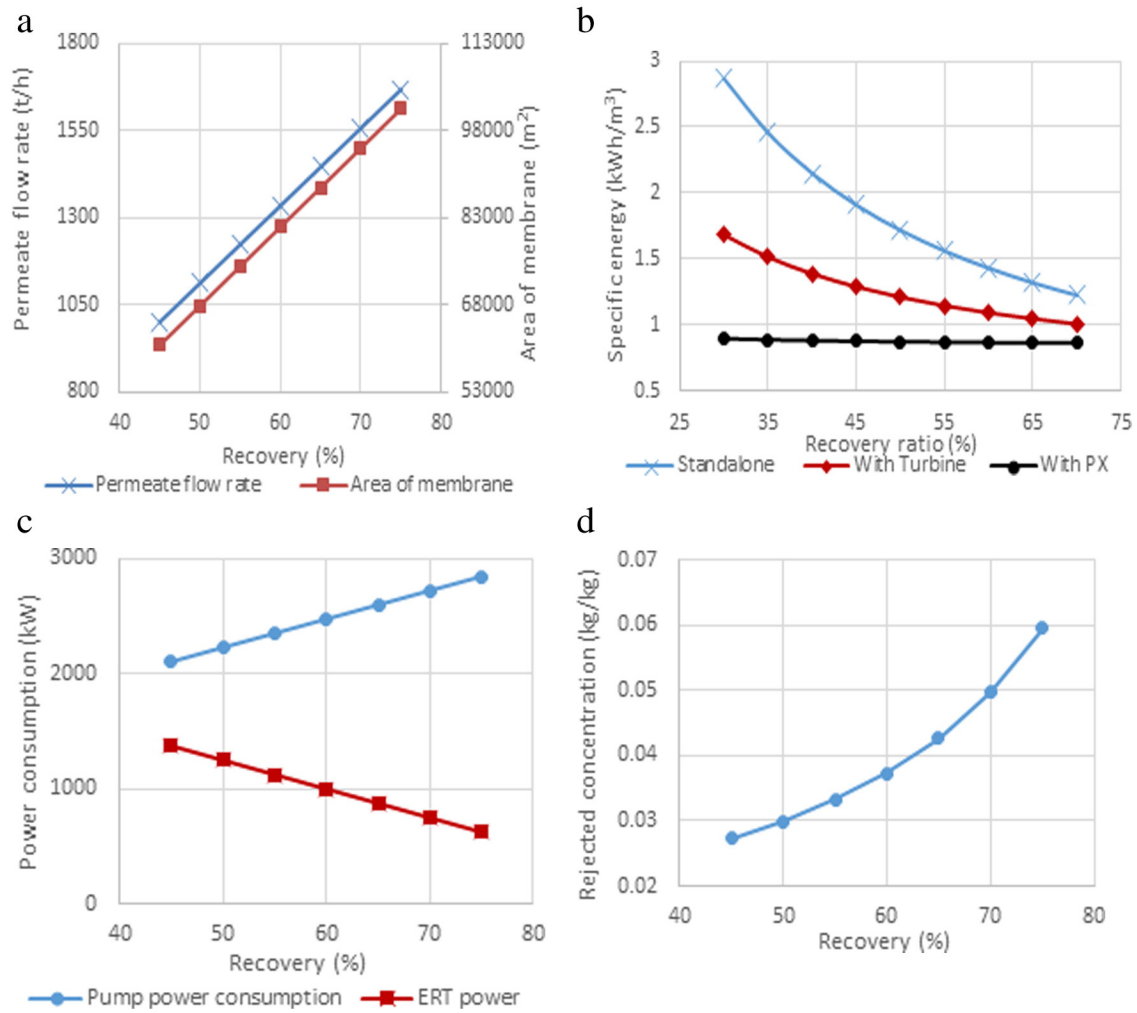 a
Permeate flow rate (t/h)
1800
1550
1300
1050
800
113000
98000
83000
68000
53000
Area of membrane (m²)
40 50 60 70 80
Recovery (%)
Permeate flow rate Area of membrane
b
Specific energy (kWh/m³)
3
2.5
2
1.5
1
0.5
25 35 45 55 65 75
Recovery ratio (%)
Standalone With Turbine With PX
c
Power consumption (kW)
3000
2000
1000
0
40 50 60 70 80
Recovery (%)
Pump power consumption ERT power
d
Rejected concentration (kg/kg)
0.07
0.06
0.05
0.04
0.03
0.02
40 50 60 70 80
Recovery (%)